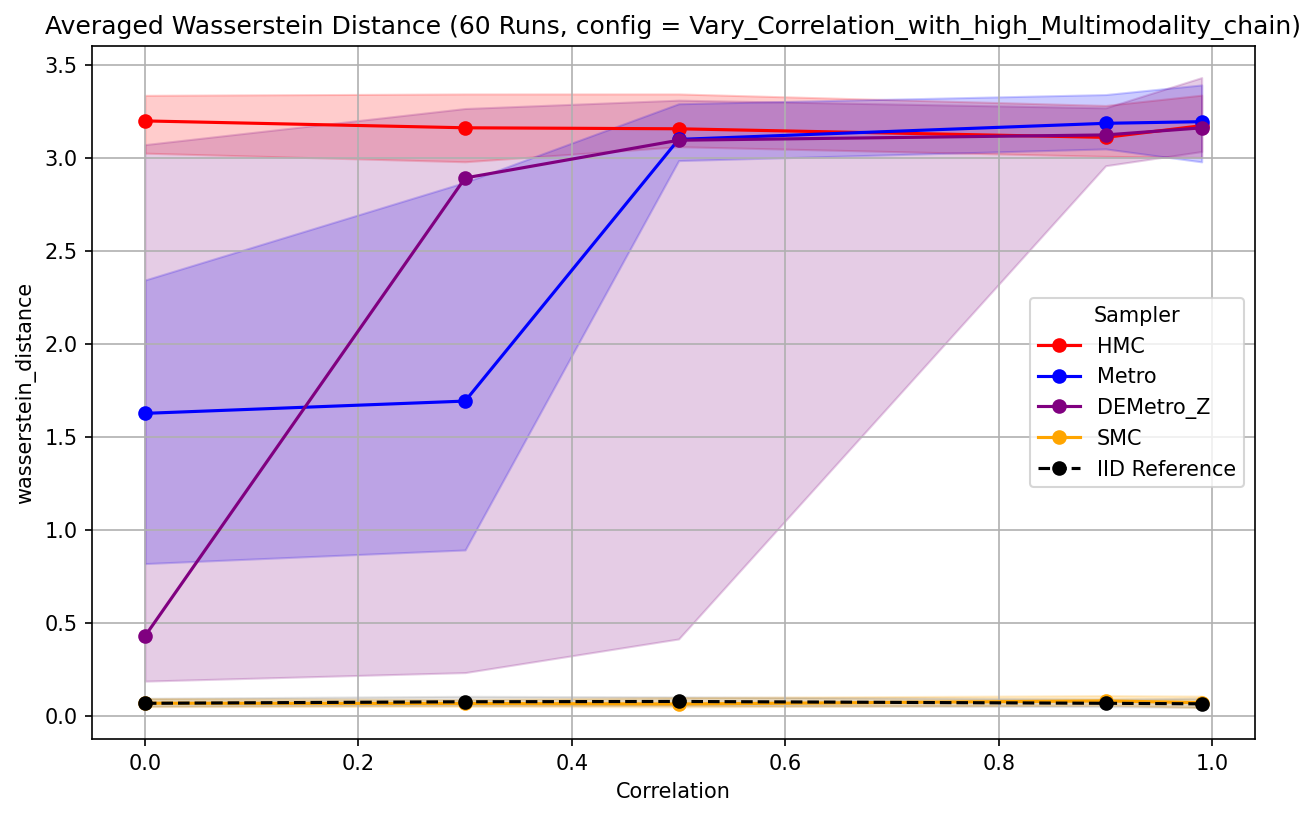 Averaged Wasserstein Distance (60 Runs, config = Vary_Correlation_with_high_Multimodality_chain)
wasserstein_distance
3.5
3.0
2.5
2.0
1.5
1.0
0.5
0.0
Sampler
HMC
Metro
DEMetro_Z
SMC
IID Reference
0.0 0.2 0.4 0.6 0.8 1.0
Correlation